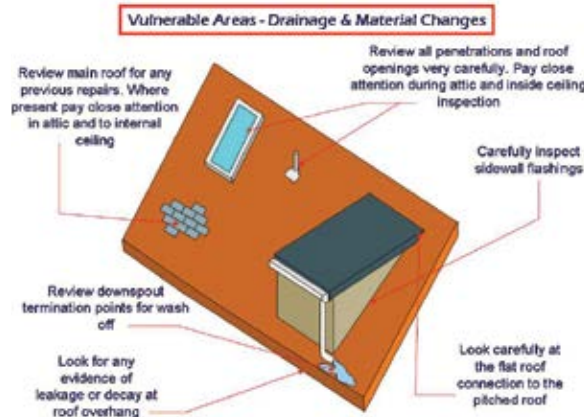 Vulnerable Areas - Drainage & Material Changes
Review main roof for any
previous repairs. Where
present pay close attention
in attic and to internal
ceiling
Review all penetrations and roof
openings very carefully. Pay close
attention during attic and inside ceiling
inspection
Carefully inspect
sidewall flashings
Review downspout
termination points for wash
off
Look for any
evidence of
leakage or decay at
roof overhang
Look carefully at
the flat roof
connection to the
pitched roof